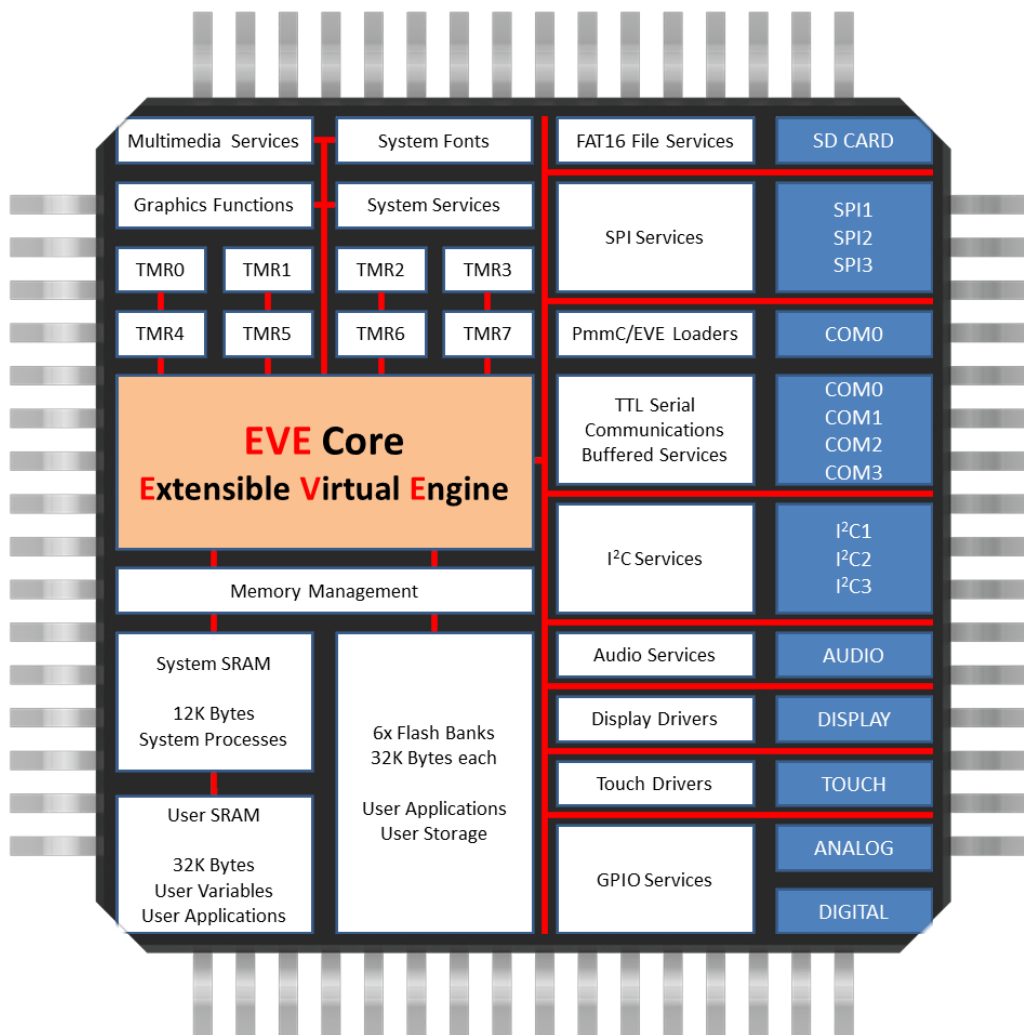 Multimedia Services
System Fonts
FAT16 File Services
SD CARD
Graphics Functions
System Services
SPI Services
SPI1
SPI2
SPI3
TMR0
TMR1
TMR2
TMR3
TMR4
TMR5
TMR6
TMR7
PmmC/EVE Loaders
COM0
EVE Core
Extensible Virtual Engine
TTL Serial
Communications
Buffered Services
COM0
COM1
COM2
COM3
I²C Services
I²C1
I²C2
I²C3
Memory Management
System SRAM
12K Bytes
System Processes
6x Flash Banks
32K Bytes each
User Applications
User Storage
User SRAM
32K Bytes
User Variables
User Applications
Audio Services
AUDIO
Display Drivers
DISPLAY
Touch Drivers
TOUCH
GPIO Services
ANALOG
DIGITAL